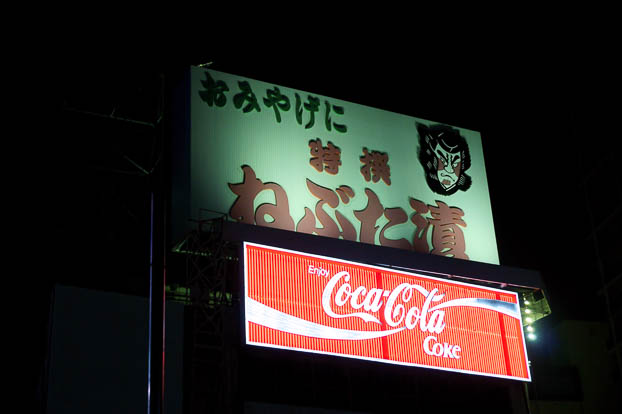 おみやげに
特撰
ねぶた漬
Enjoy
Coca-Cola
Coke